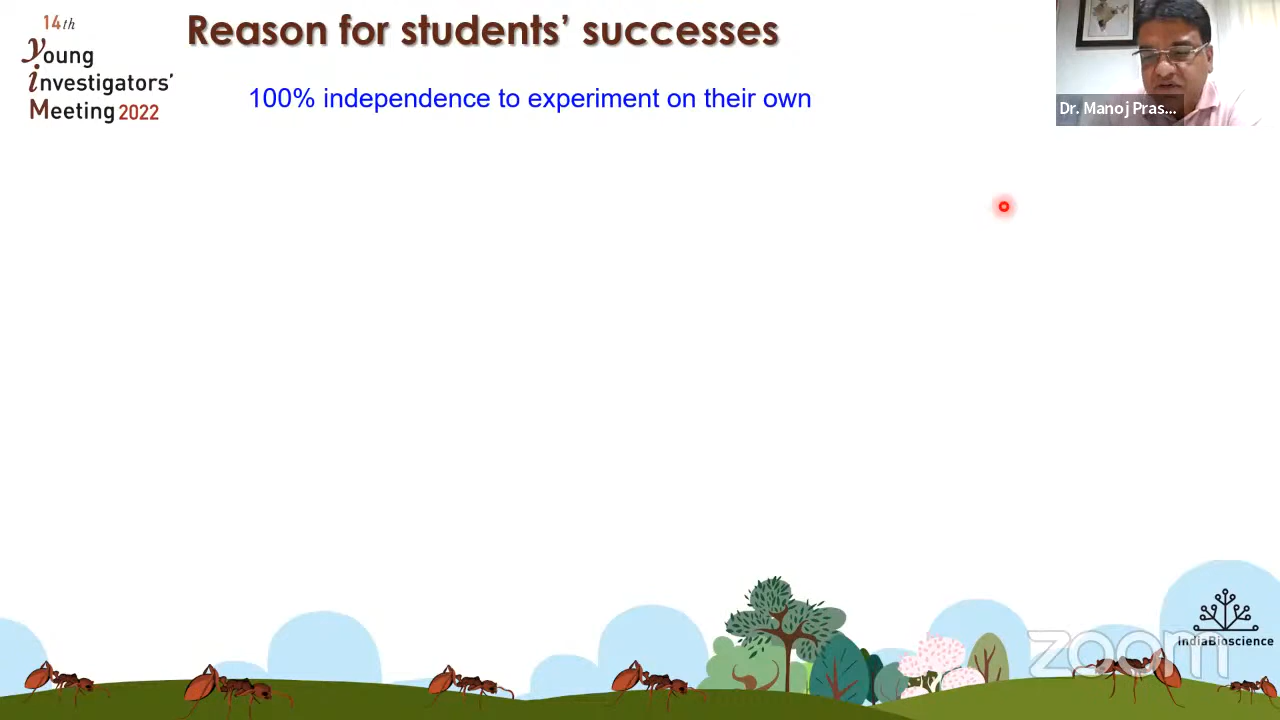 14th
Young
investigators'
Meeting 2022
Reason for students' successes
100% independence to experiment on their own
Dr. Manoj Pras...
zoom
IndiaBioscience